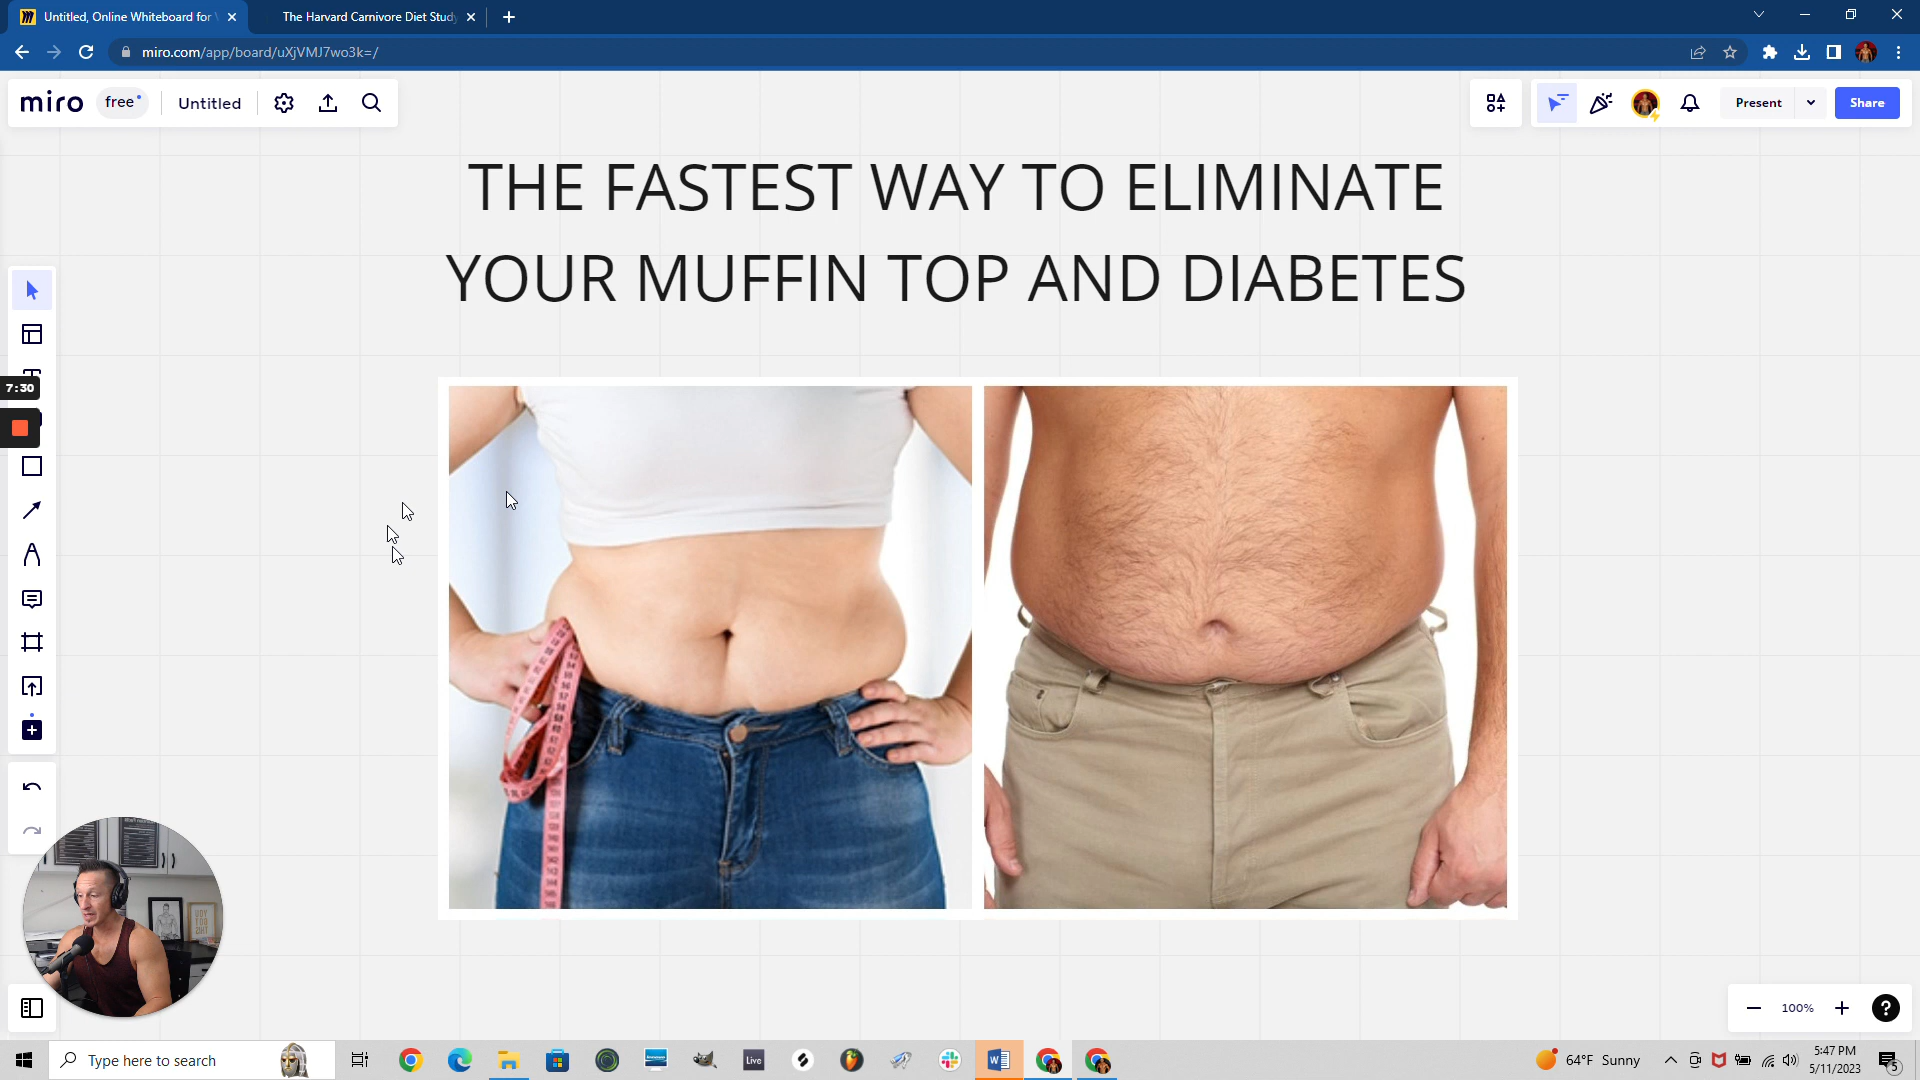 Untitled, Online Whiteboard for
The Harvard Carnivore Diet Study
miro.com/app/board/uXjVMJ7wo3k=/
miro
free
Untitled
Present
Share
THE FASTEST WAY TO ELIMINATE
YOUR MUFFIN TOP AND DIABETES
7:30
100%
Type here to search
Live
64°F Sunny
5:47 PM
5/11/2023
5